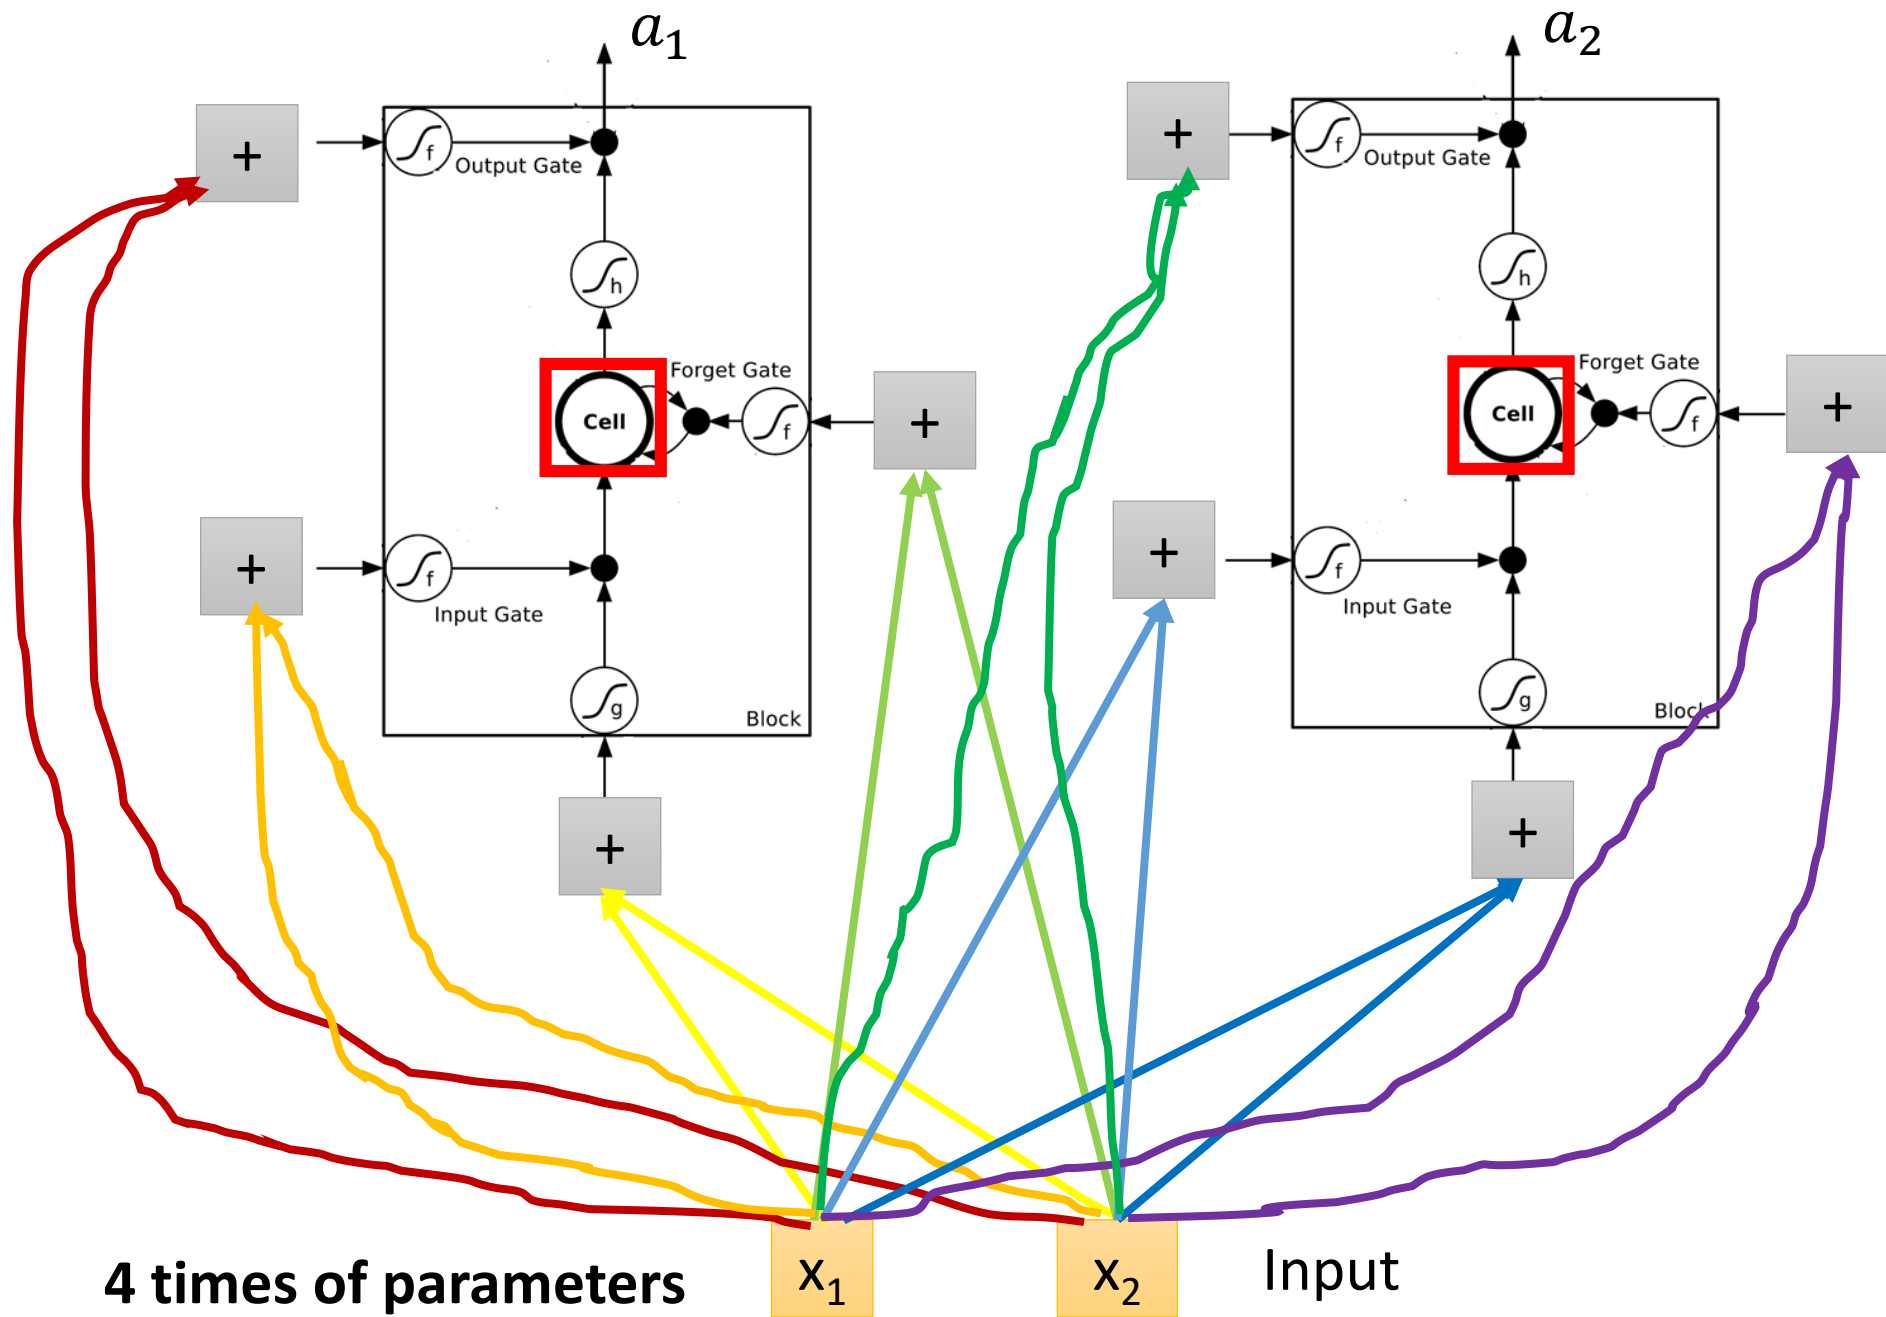 a₁
a₂
+
f
Output Gate
+
f
Output Gate
h
h
Forget Gate
Cell
f
+
Forget Gate
Cell
f
+
+
f
Input Gate
+
f
Input Gate
g
Block
g
Block
+
+
4 times of parameters
x₁
x₂
Input